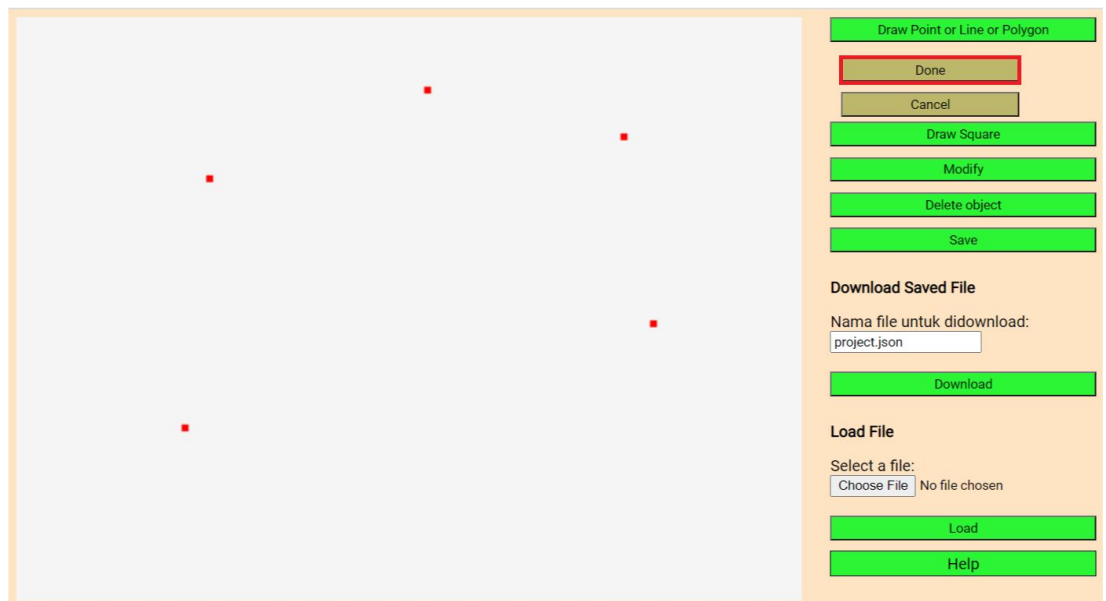 Draw Point or Line or Polygon
Done
Cancel
Draw Square
Modify
Delete object
Save
Download Saved File
Nama file untuk didownload:
project.json
Download
Load File
Select a file:
Choose File No file chosen
Load
Help